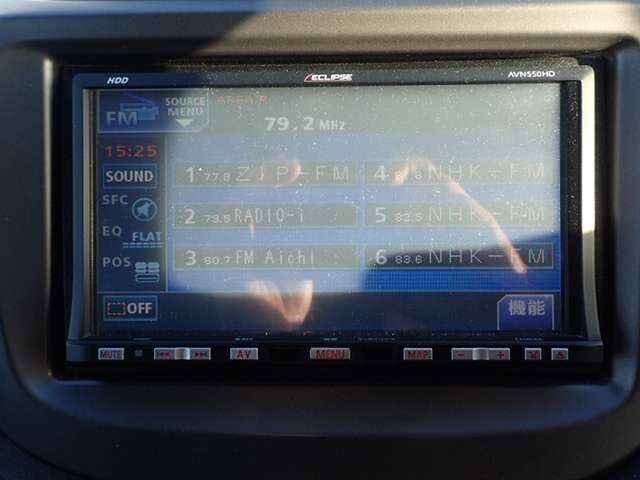 HDD ECLIPSE AVN550HD
FM SOURCE MENU AREA
79.2 MHz
15:25
SOUND
SFC
EQ FLAT
POS
OFF
1 77.8 ZIP-FM
2 79.5 RADIO-i
3 80.7 FM Aichi
4 NHK-FM
5 82.5 NHK-FM
6 83.6 NHK-FM
機能
MUTE AV MENU MAP - +